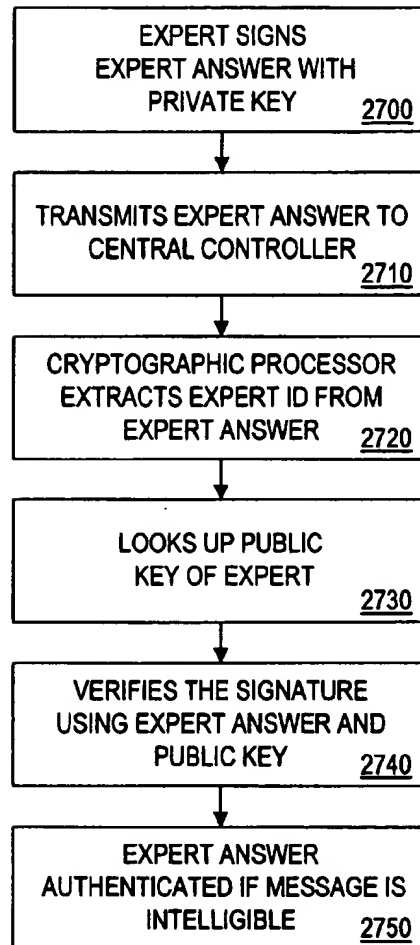 EXPERT SIGNS
EXPERT ANSWER WITH
PRIVATE KEY
2700
TRANSMITS EXPERT ANSWER TO
CENTRAL CONTROLLER
2710
CRYPTOGRAPHIC PROCESSOR
EXTRACTS EXPERT ID FROM
EXPERT ANSWER
2720
LOOKS UP PUBLIC
KEY OF EXPERT
2730
VERIFIES THE SIGNATURE
USING EXPERT ANSWER AND
PUBLIC KEY
2740
EXPERT ANSWER
AUTHENTICATED IF MESSAGE IS
INTELLIGIBLE
2750